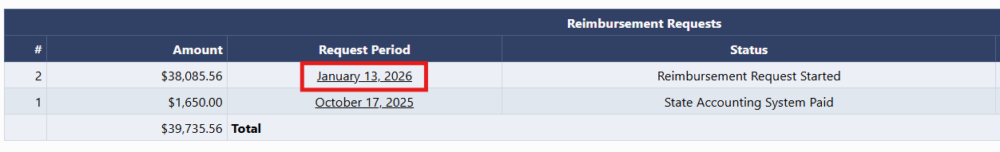 Reimbursement Requests
# Amount Request Period Status
2 $38,085.56 January 13, 2026 Reimbursement Request Started
1 $1,650.00 October 17, 2025 State Accounting System Paid
$39,735.56 Total